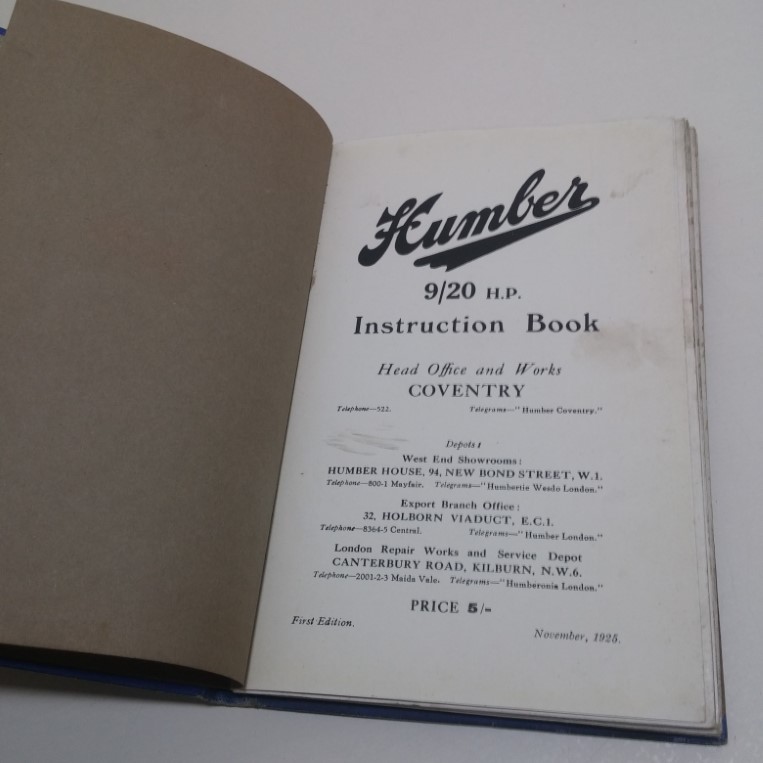 Humber
9/20 H.P.
Instruction Book
Head Office and Works
COVENTRY
Telephone—522. Telegrams—"Humber Coventry."
Depots:
West End Showrooms:
HUMBER HOUSE, 94, NEW BOND STREET, W.1.
Telephone—800-1 Mayfair. Telegrams—"Humbertie Wesdo London."
Export Branch Office:
32, HOLBORN VIADUCT, E.C.1.
Telephone—8364-5 Central. Telegrams—"Humber London."
London Repair Works and Service Depot
CANTERBURY ROAD, KILBURN, N.W.6.
Telephone—2001-2-3 Maida Vale. Telegrams—"Humberonia London."
PRICE 5/-
First Edition. November, 1925.